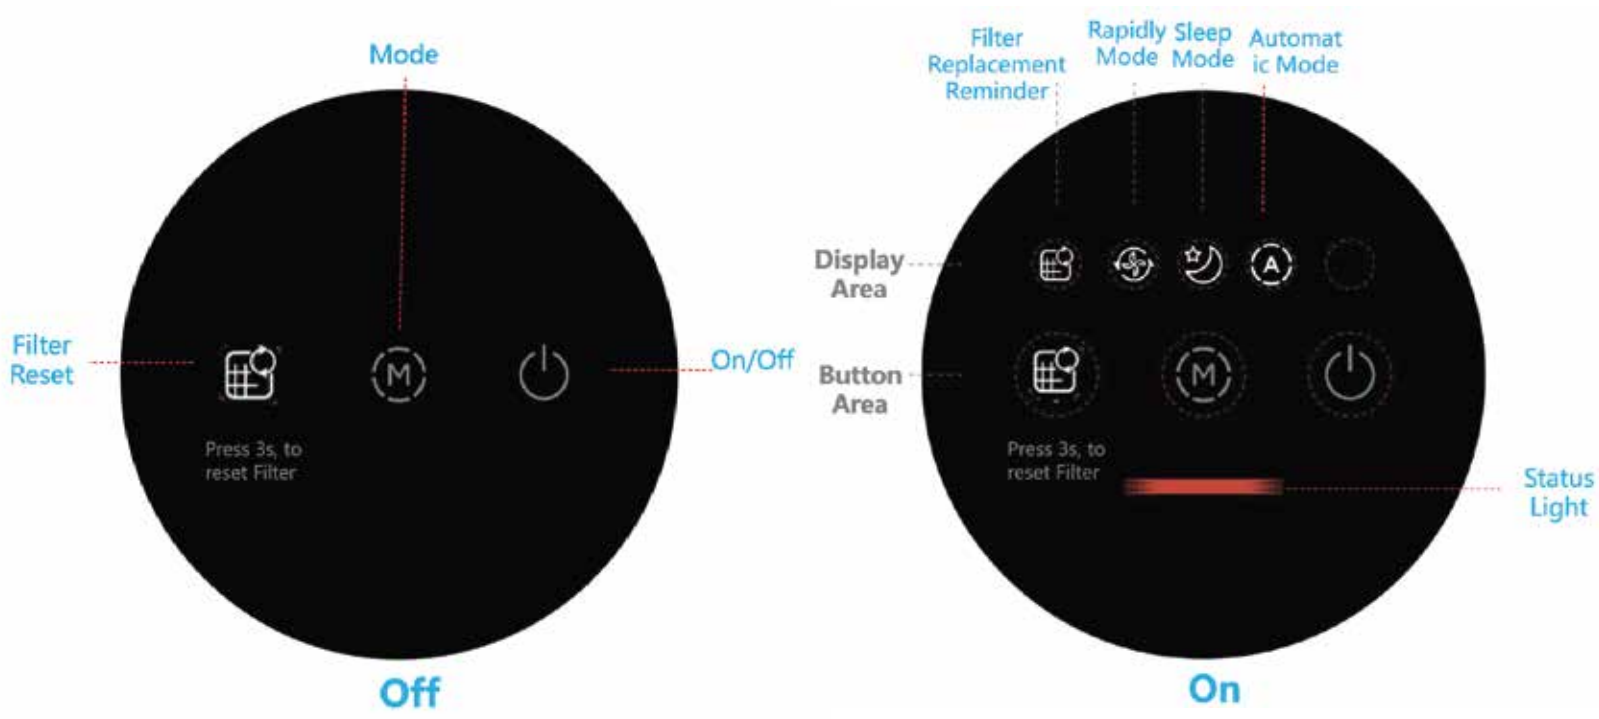 Mode
Filter
Reset
M
On/Off
Press 3s, to
reset Filter
Off
Filter
Replacement
Reminder
Rapidly
Mode
Sleep
Mode
Automat
ic Mode
Display
Area
A
Button
Area
M
Press 3s, to
reset Filter
Status
Light
On